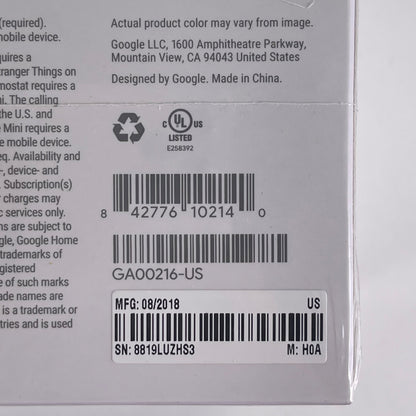 (required).
mobile device.
quires a
tranger Things on
mostat requires a
ni. The calling
the U.S. and
e Mini requires a
e mobile device.
eq. Availability and
-, device- and
. Subscription(s)
r charges may
c services only.
ns are subject to
gle, Google Home
trademarks of
egistered
e of such marks
ade names are
is a trademark or
tries and is used
Actual product color may vary from image.
Google LLC, 1600 Amphitheatre Parkway,
Mountain View, CA 94043 United States
Designed by Google. Made in China.
C UL US
LISTED
E258392
8 42776 10214 0
GA00216-US
MFG: 08/2018 US
SN: 8819LUZHS3 M: H0A